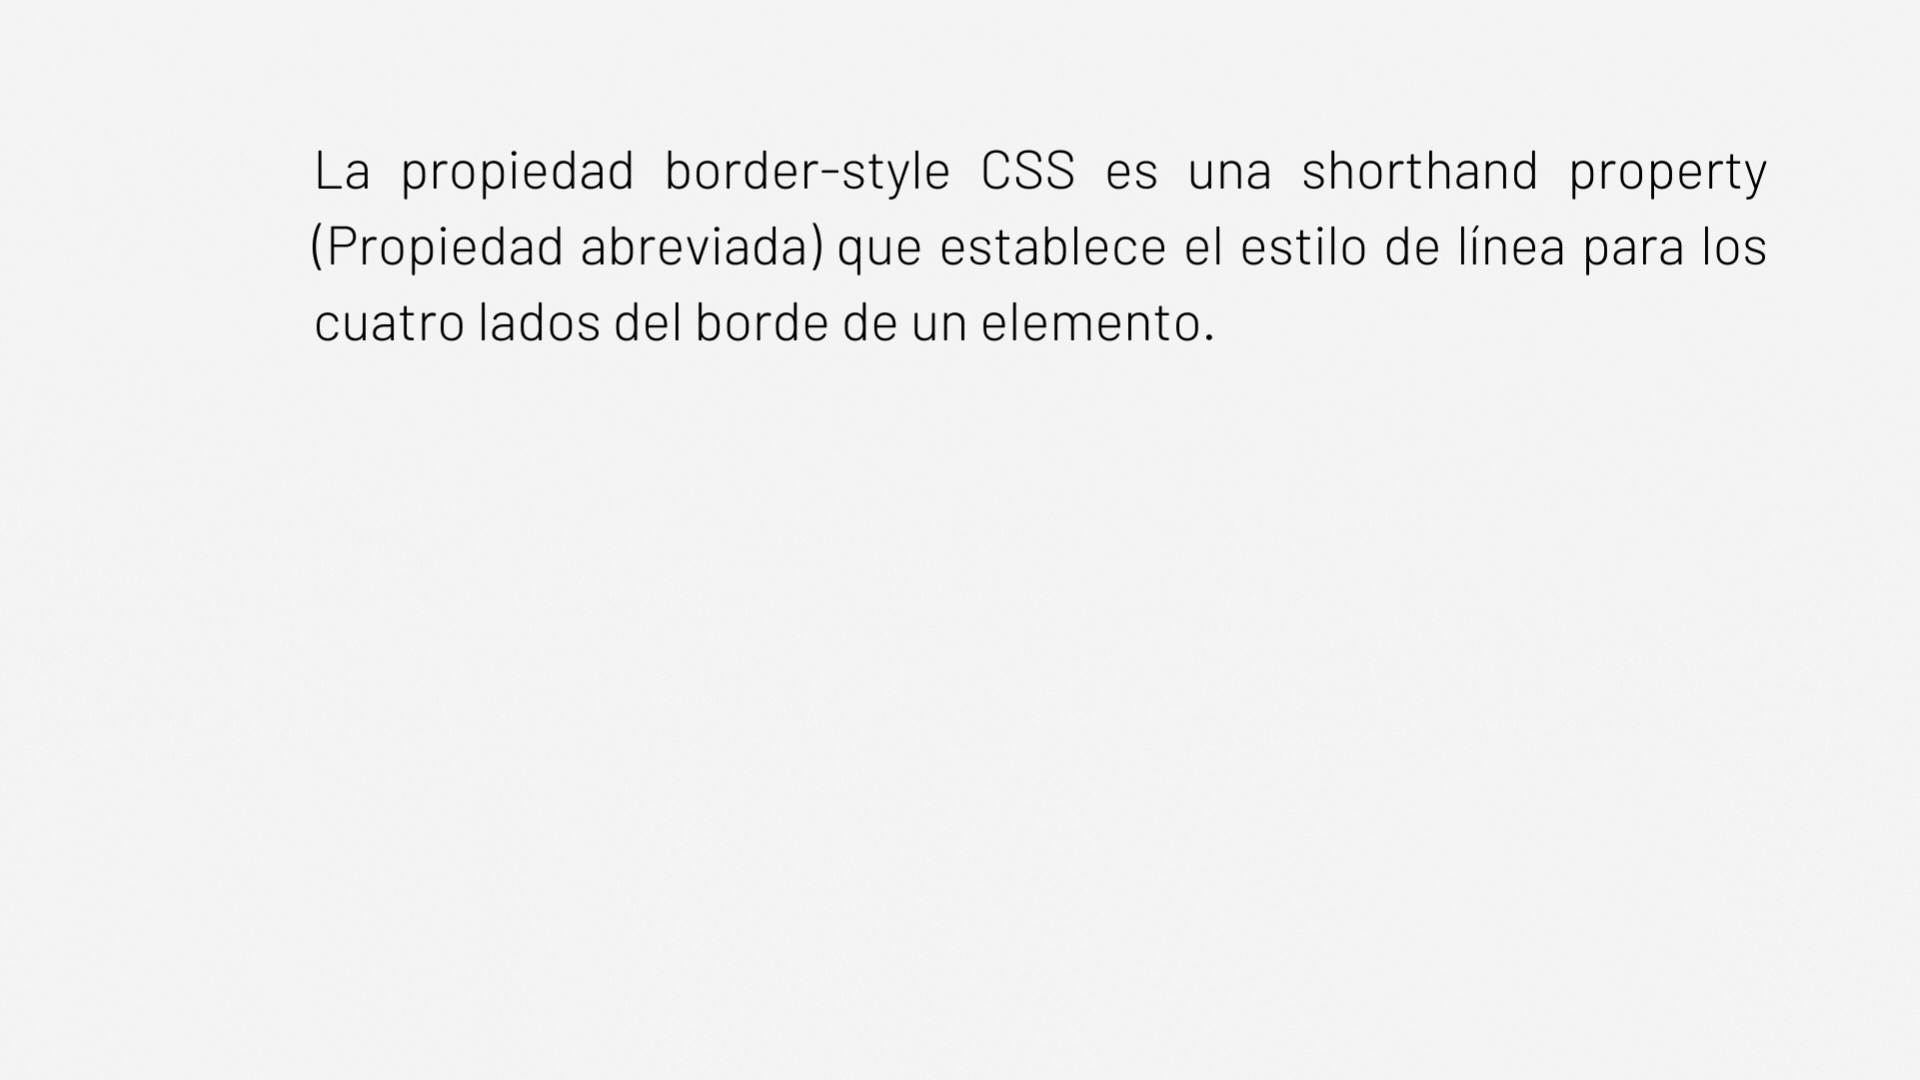 La propiedad border-style CSS es una shorthand property
(Propiedad abreviada) que establece el estilo de línea para los
cuatro lados del borde de un elemento.